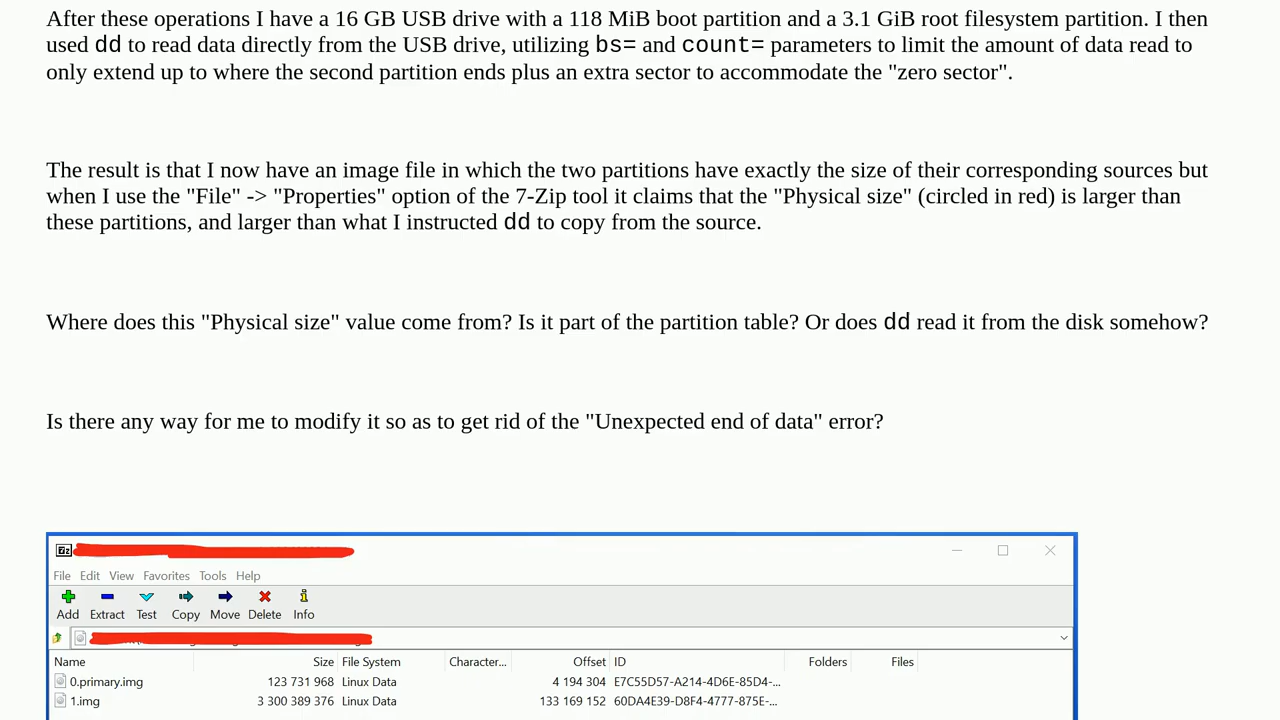 After these operations I have a 16 GB USB drive with a 118 MiB boot partition and a 3.1 GiB root filesystem partition. I then
used dd to read data directly from the USB drive, utilizing bs= and count= parameters to limit the amount of data read to
only extend up to where the second partition ends plus an extra sector to accommodate the "zero sector".
The result is that I now have an image file in which the two partitions have exactly the size of their corresponding sources but
when I use the "File" -> "Properties" option of the 7-Zip tool it claims that the "Physical size" (circled in red) is larger than
these partitions, and larger than what I instructed dd to copy from the source.
Where does this "Physical size" value come from? Is it part of the partition table? Or does dd read it from the disk somehow?
Is there any way for me to modify it so as to get rid of the "Unexpected end of data" error?
7z
File Edit View Favorites Tools Help
Add Extract Test Copy Move Delete Info
Name Size File System Character... Offset ID Folders Files
0.primary.img 123 731 968 Linux Data 4 194 304 E7C55D57-A214-4D6E-85D4-...
1.img 3 300 389 376 Linux Data 133 169 152 60DA4E39-D8F4-4777-875E-...